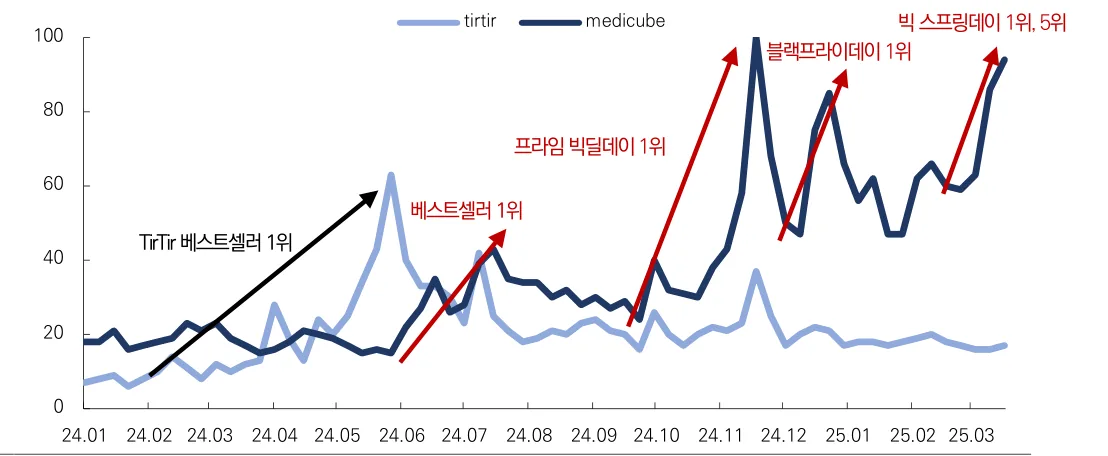 tirtir
medicube
빅 스프링데이 1위, 5위
블랙프라이데이 1위
프라임 빅딜데이 1위
베스트셀러 1위
TirTir 베스트셀러 1위
100
80
60
40
20
0
24.01 24.02 24.03 24.04 24.05 24.06 24.07 24.08 24.09 24.10 24.11 24.12 25.01 25.02 25.03